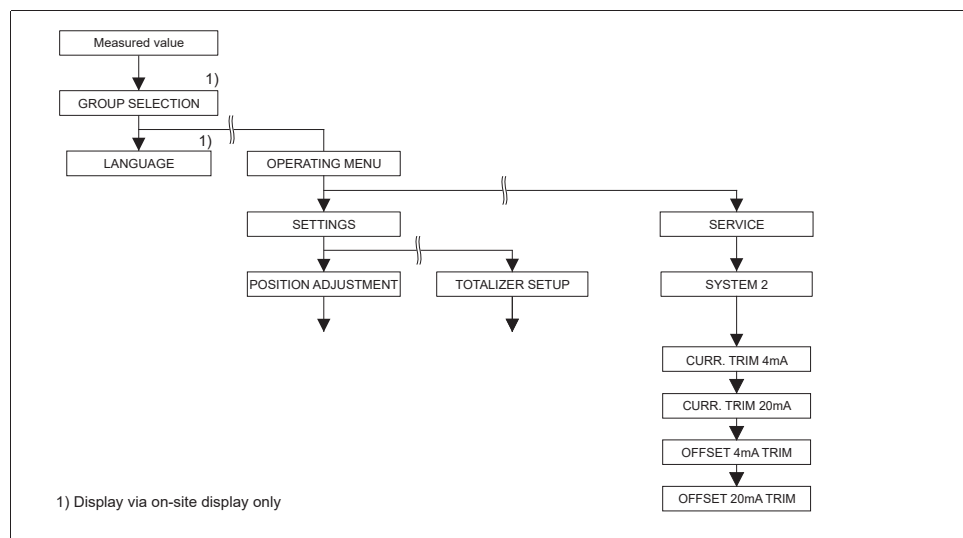 Measured value
1)
GROUP SELECTION
1)
LANGUAGE
OPERATING MENU
SETTINGS
SERVICE
POSITION ADJUSTMENT
TOTALIZER SETUP
SYSTEM 2
CURR. TRIM 4mA
CURR. TRIM 20mA
OFFSET 4mA TRIM
OFFSET 20mA TRIM
1) Display via on-site display only